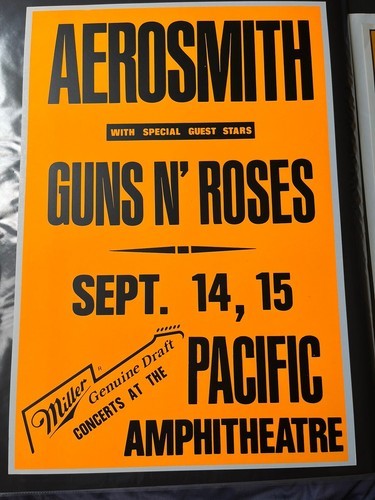 AEROSMITH
WITH SPECIAL GUEST STARS
GUNS N' ROSES
SEPT. 14, 15
Miller Genuine Draft
CONCERTS AT THE
PACIFIC
AMPHITHEATRE